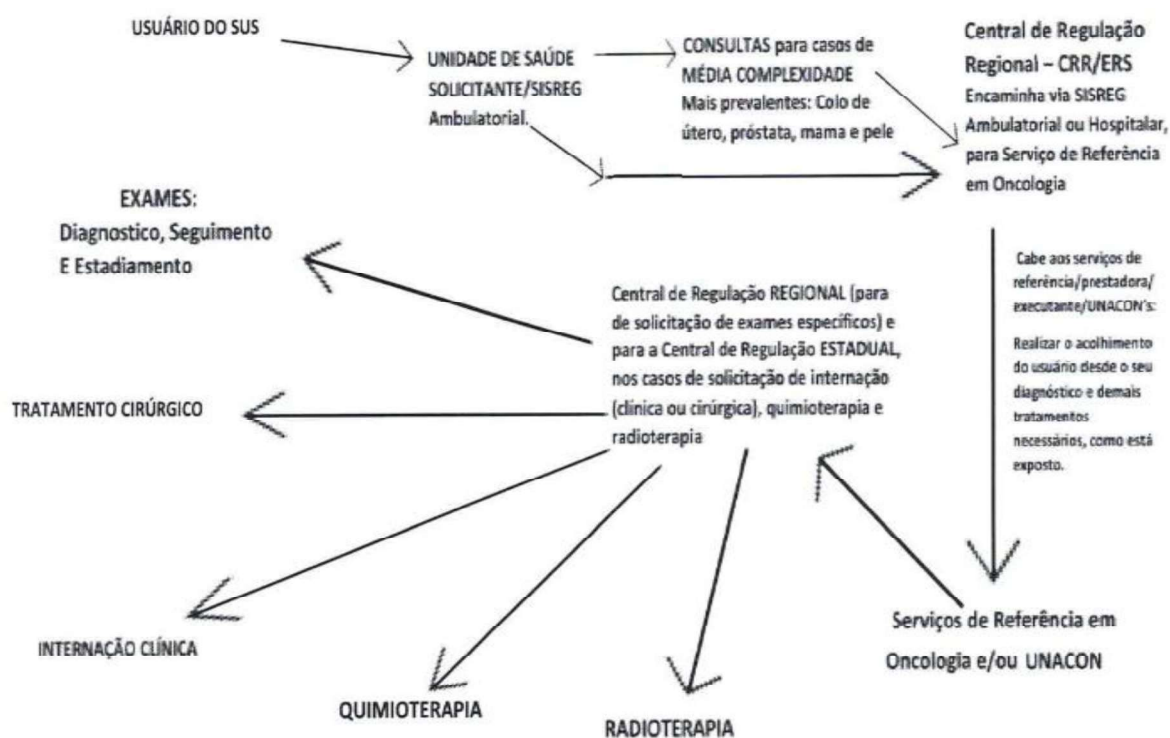 USUÁRIO DO SUS
UNIDADE DE SAÚDE
SOLICITANTE/SISREG
Ambulatorial.
CONSULTAS para casos de
MÉDIA COMPLEXIDADE
Mais prevalentes: Colo de
útero, próstata, mama e pele
Central de Regulação
Regional – CRR/ERS
Encaminha via SISREG
Ambulatorial ou Hospitalar,
para Serviço de Referência
em Oncologia
EXAMES:
Diagnostico, Seguimento
E Estadiamento
Cabe aos serviços de
referência/prestadora/
executante/UNACON's:
Realizar o acolhimento
do usuário desde o seu
diagnóstico e demais
tratamentos
necessários, como está
exposto.
Central de Regulação REGIONAL (para
de solicitação de exames específicos) e
para a Central de Regulação ESTADUAL,
nos casos de solicitação de internação
(clínica ou cirúrgica), quimioterapia e
radioterapia
TRATAMENTO CIRÚRGICO
Serviços de Referência em
Oncologia e/ou UNACON
INTERNAÇÃO CLÍNICA
QUIMIOTERAPIA
RADIOTERAPIA